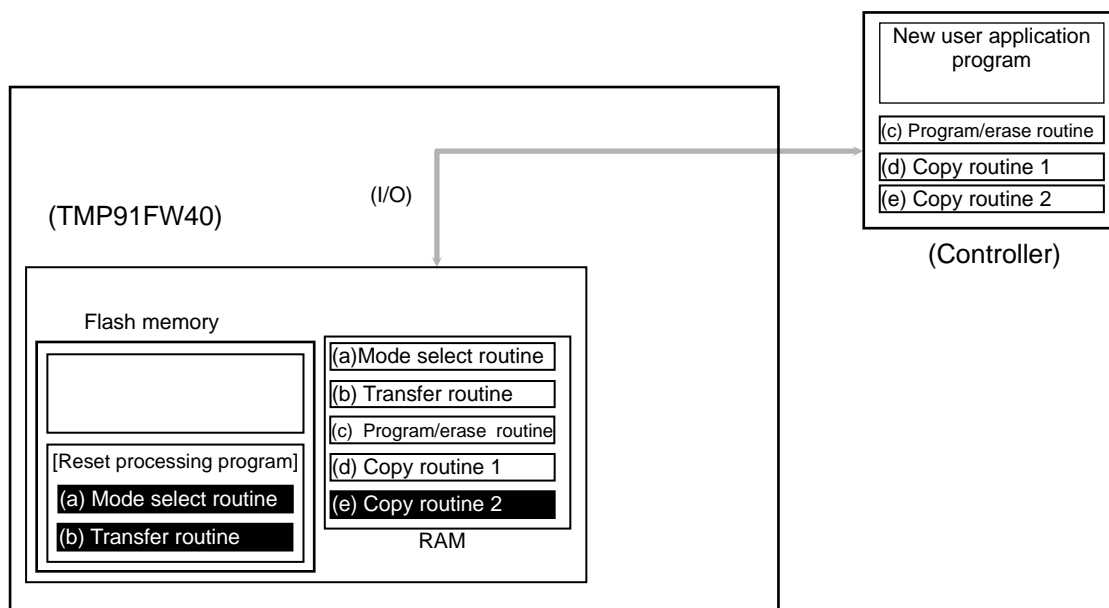 New user application
program
(c) Program/erase routine
(d) Copy routine 1
(e) Copy routine 2
(Controller)
(I/O)
(TMP91FW40)
Flash memory
[Reset processing program]
(a) Mode select routine
(b) Transfer routine
(a)Mode select routine
(b) Transfer routine
(c) Program/erase routine
(d) Copy routine 1
(e) Copy routine 2
RAM